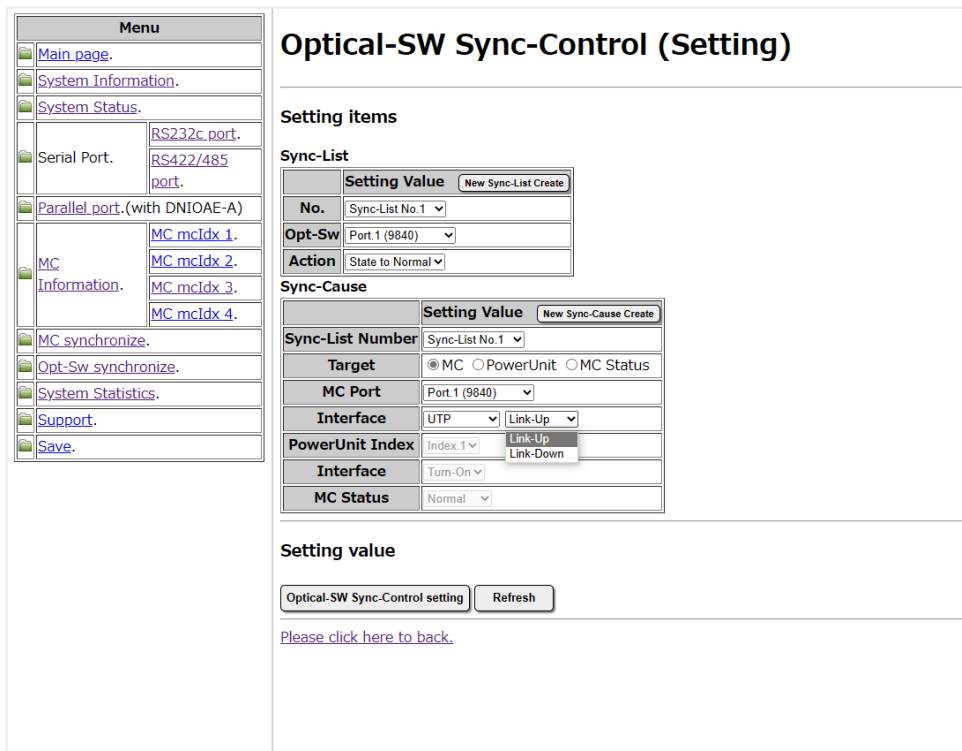 Menu
Main page.
System Information.
System Status.
Serial Port.
RS232c port.
RS422/485
port.
Parallel port.(with DNIOAE-A)
MC
Information.
MC mcIdx 1.
MC mcIdx 2.
MC mcIdx 3.
MC mcIdx 4.
MC synchronize.
Opt-Sw synchronize.
System Statistics.
Support.
Save.
Optical-SW Sync-Control (Setting)
Setting items
Sync-List
Setting Value New Sync-List Create
No. Sync-List No.1
Opt-Sw Port.1 (9840)
Action State to Normal
Sync-Cause
Setting Value New Sync-Cause Create
Sync-List Number Sync-List No.1
Target MC PowerUnit MC Status
MC Port Port.1 (9840)
Interface UTP Link-Up
Link-Up
Link-Down
PowerUnit Index Index.1
Interface Turn-On
MC Status Normal
Setting value
Optical-SW Sync-Control setting Refresh
Please click here to back.